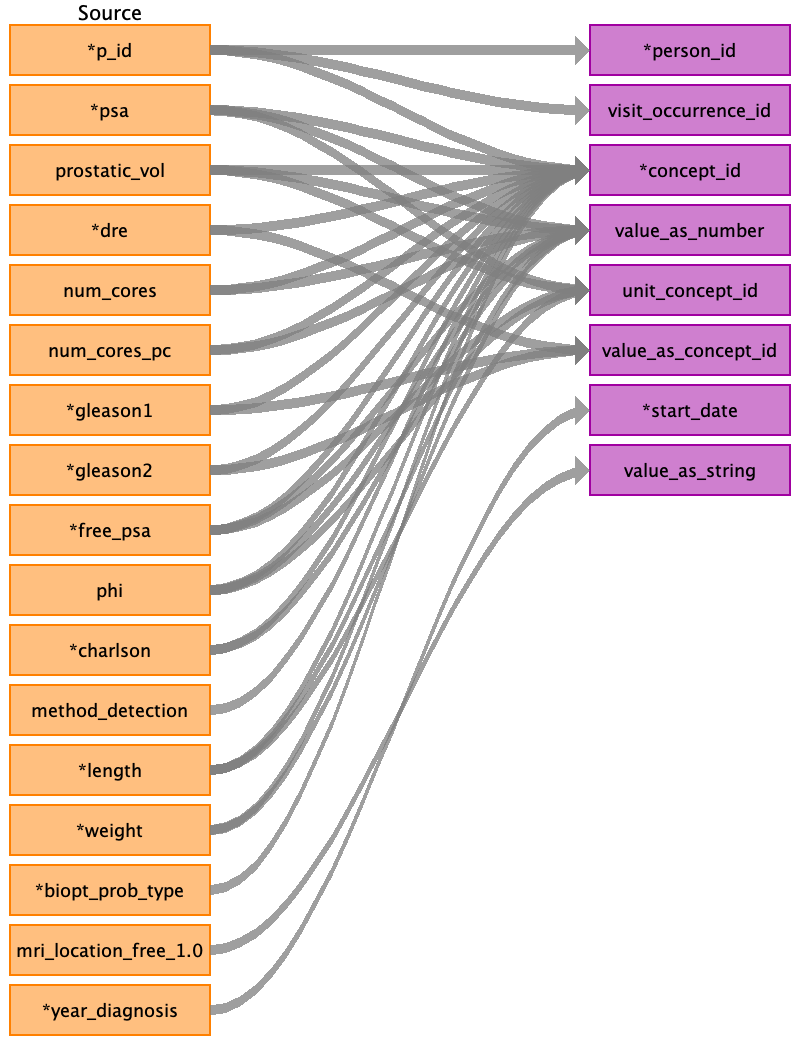 Source
*p_id
*psa
prostatic_vol
*dre
num_cores
num_cores_pc
*gleason1
*gleason2
*free_psa
phi
*charlson
method_detection
*length
*weight
*biopt_prob_type
mri_location_free_1.0
*year_diagnosis
*person_id
visit_occurrence_id
*concept_id
value_as_number
unit_concept_id
value_as_concept_id
*start_date
value_as_string